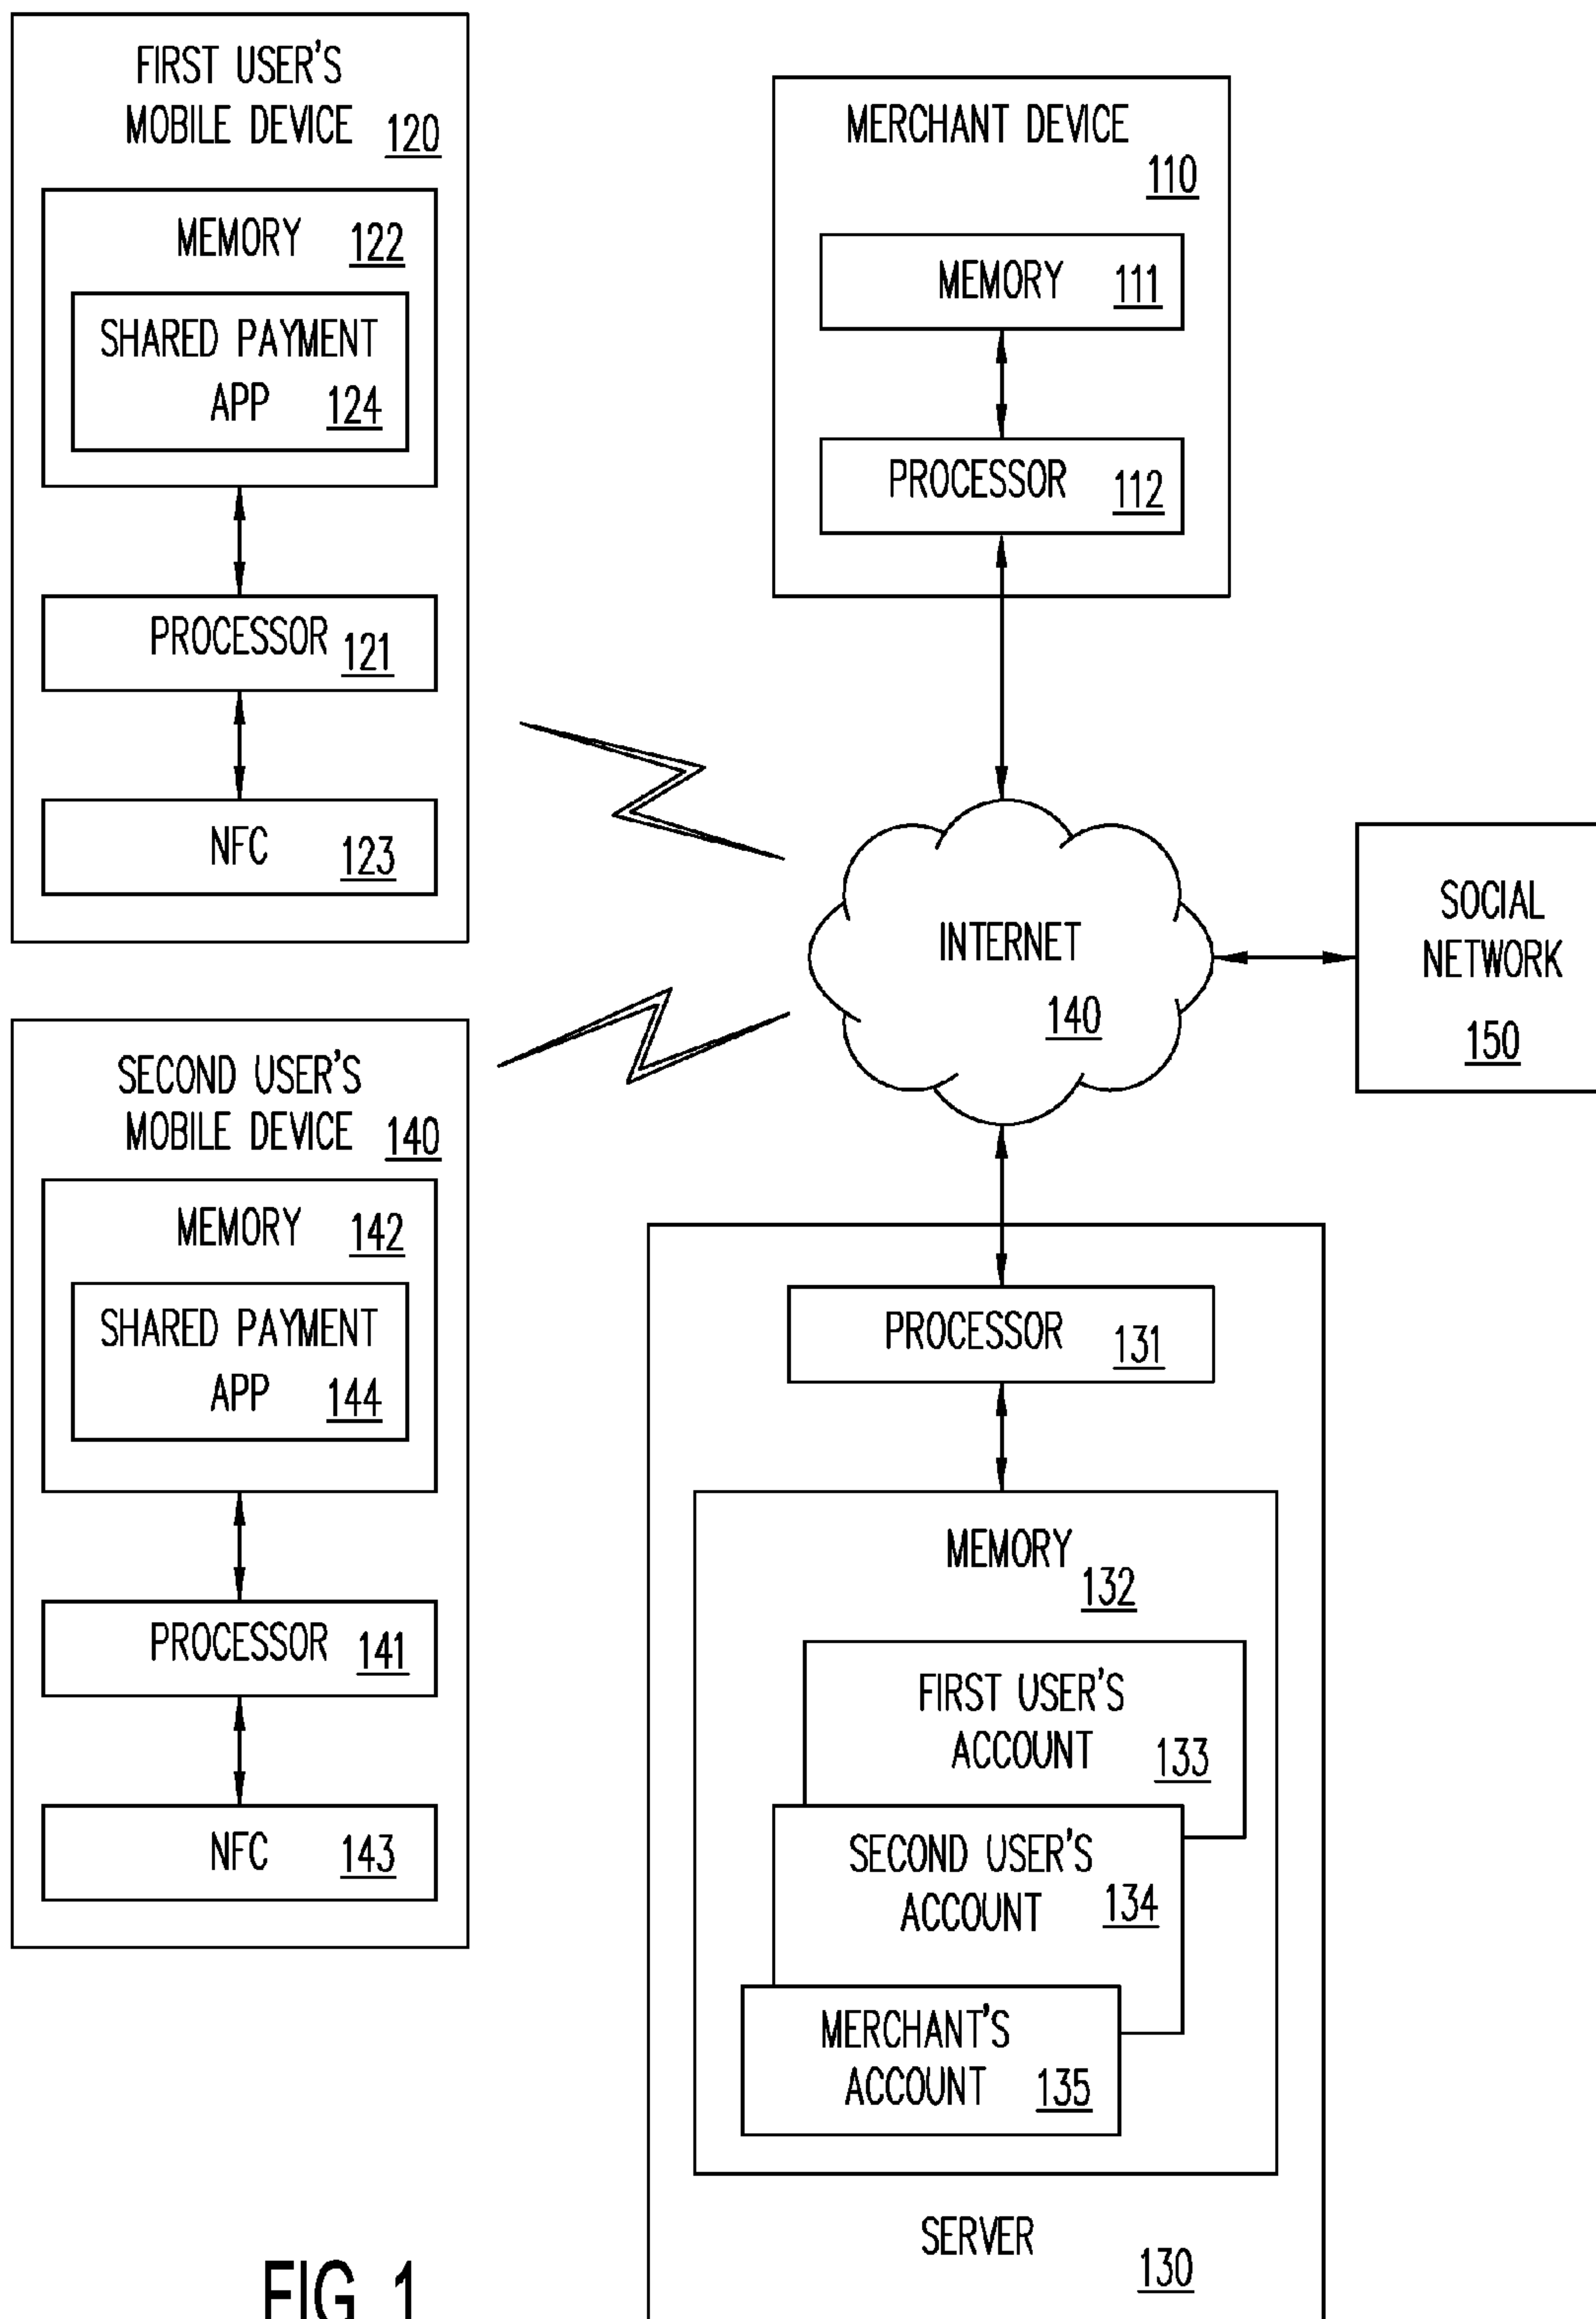 FIRST USER'S
MOBILE DEVICE 120
MEMORY 122
SHARED PAYMENT
APP 124
PROCESSOR 121
NFC 123
MERCHANT DEVICE
110
MEMORY 111
PROCESSOR 112
INTERNET
140
SOCIAL
NETWORK
150
SECOND USER'S
MOBILE DEVICE 140
MEMORY 142
SHARED PAYMENT
APP 144
PROCESSOR 141
NFC 143
PROCESSOR 131
MEMORY
132
FIRST USER'S
ACCOUNT 133
SECOND USER'S
ACCOUNT 134
MERCHANT'S
ACCOUNT 135
SERVER
130
FIG. 1